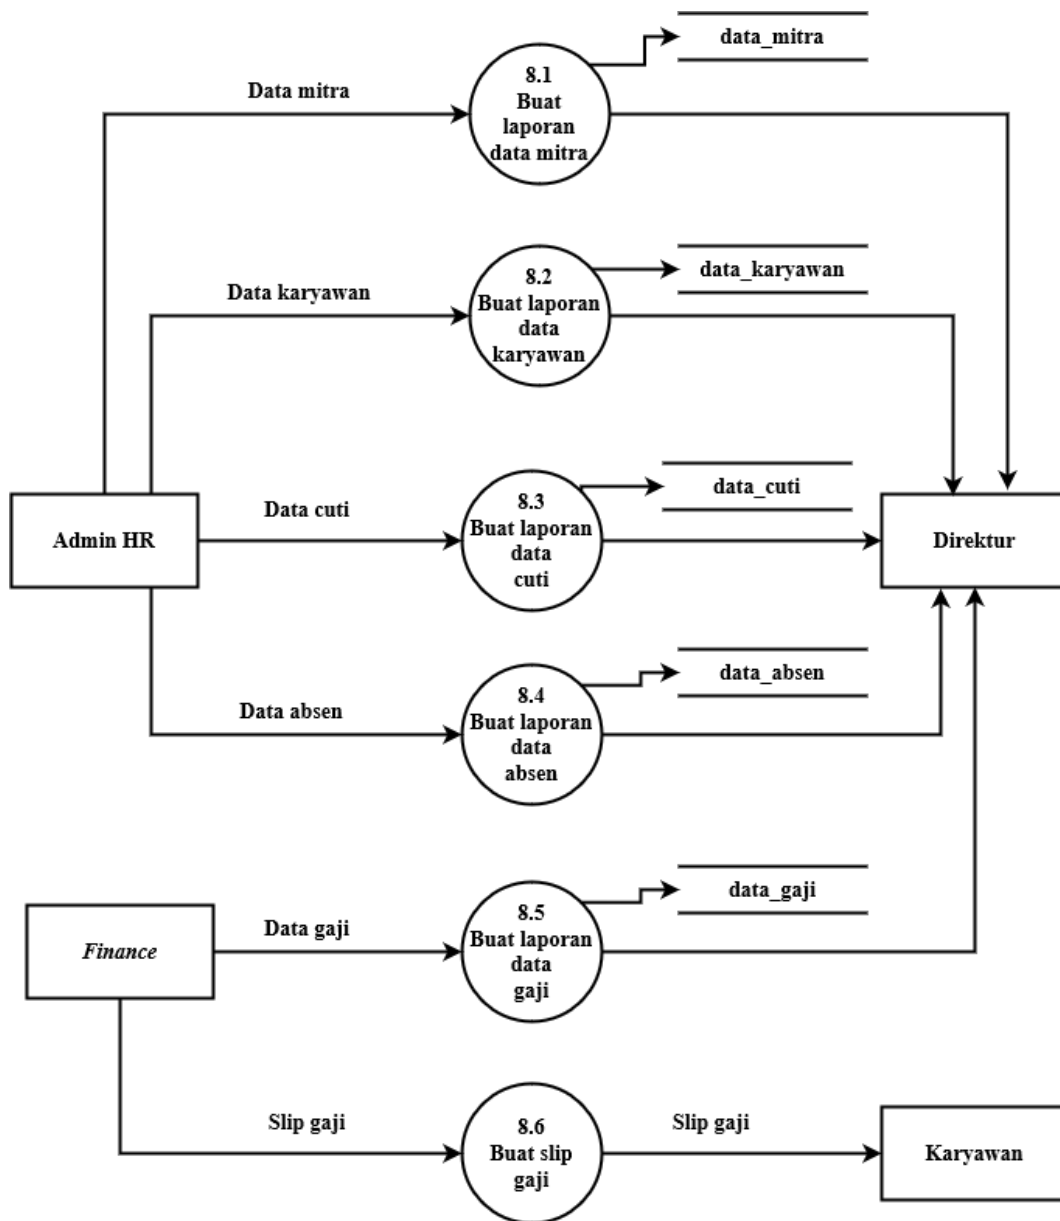 data_mitra
Data mitra
8.1
Buat
laporan
data mitra
data_karyawan
Data karyawan
8.2
Buat laporan
data
karyawan
data_cuti
Data cuti
8.3
Buat laporan
data
cuti
Admin HR
Direktur
data_absen
Data absen
8.4
Buat laporan
data
absen
data_gaji
Data gaji
8.5
Buat laporan
data
gaji
Finance
Slip gaji
8.6
Buat slip
gaji
Slip gaji
Karyawan